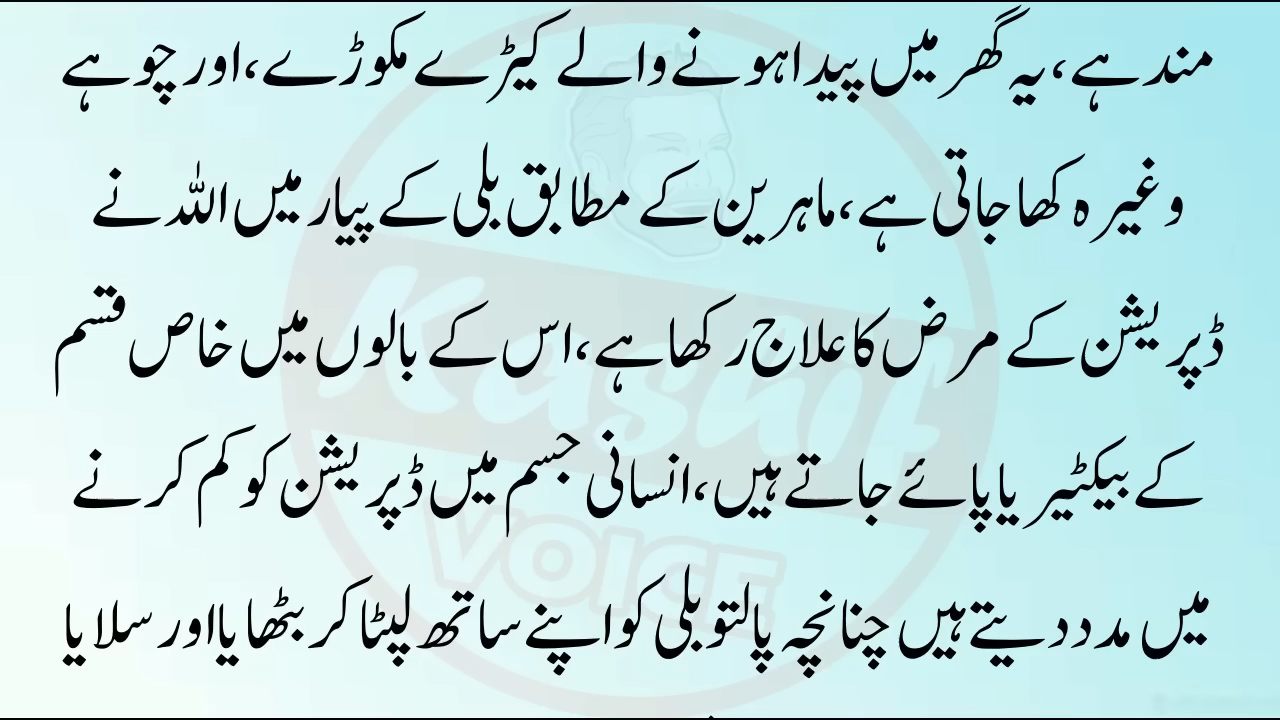 مند ہے، یہ گھر میں پیدا ہونے والے کیڑے مکوڑے، اور چوہے
وغیرہ کھا جاتی ہے، ماہرین کے مطابق بلی کے پیار میں اللہ نے
ڈپریشن کے مرض کا علاج رکھا ہے، اس کے بالوں میں خاص قسم
کے بیکٹیریا پائے جاتے ہیں، انسانی جسم میں ڈپریشن کو کم کرنے
میں مدد دیتے ہیں چنانچہ پالتو بلی کو اپنے ساتھ لپٹا کر بٹھایا اور سلایا
Kashif
VOICE